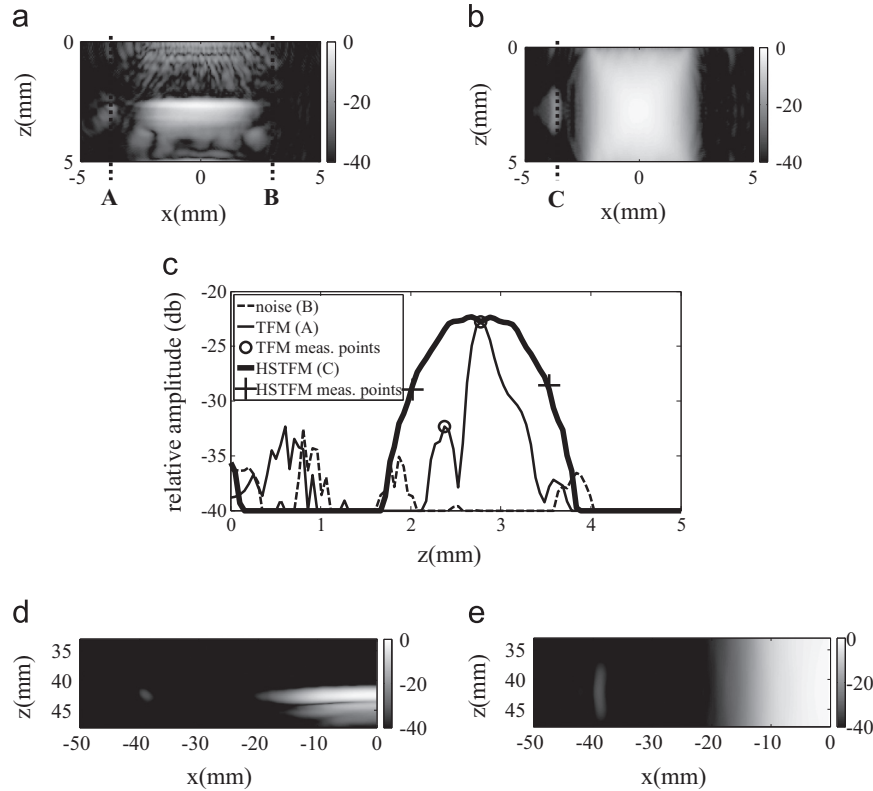 a
b
0
z(mm)
5
-5
0
5
x(mm)
A
B
0
-20
-40
0
z(mm)
5
-5
0
5
x(mm)
C
0
-20
-40
c
relative amplitude (db)
-20
-25
-30
-35
-40
noise (B)
TFM (A)
TFM meas. points
HSTFM (C)
HSTFM meas. points
0
1
2
3
4
5
z(mm)
d
e
z(mm)
35
40
45
-50
-40
-30
-20
-10
0
x(mm)
0
-20
-40
z(mm)
35
40
45
-50
-40
-30
-20
-10
0
x(mm)
0
-20
-40